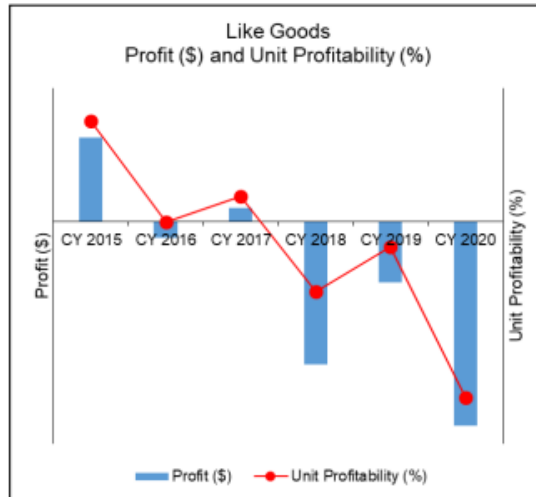 Like Goods
Profit ($) and Unit Profitability (%)
Profit ($)
CY 2015 CY 2016 CY 2017 CY 2018 CY 2019 CY 2020
Unit Profitability (%)
Profit ($) Unit Profitability (%)